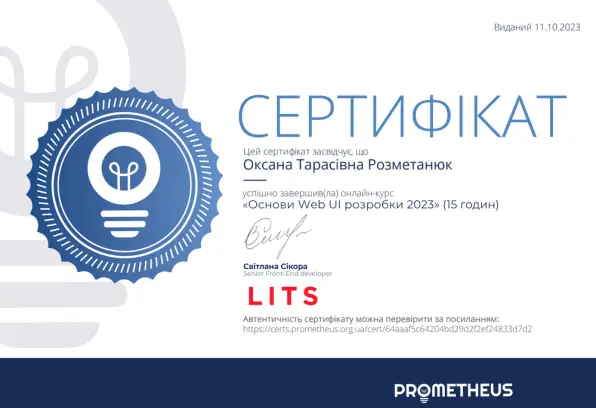 Виданий 11.10.2023
СЕРТИФІКАТ
Цей сертифікат засвідчує, що
Оксана Тарасівна Розметанюк
успішно завершив(ла) онлайн-курс
«Основи Web UI розробки 2023» (15 годин)
Світлана Сікора
Senior Front-End developer
LITS
Автентичність сертифікату можна перевірити за посиланням:
https://certs.prometheus.org.ua/cert/64aaaf5c64204bd29d2f2ef24833d7d2
PROMETHEUS